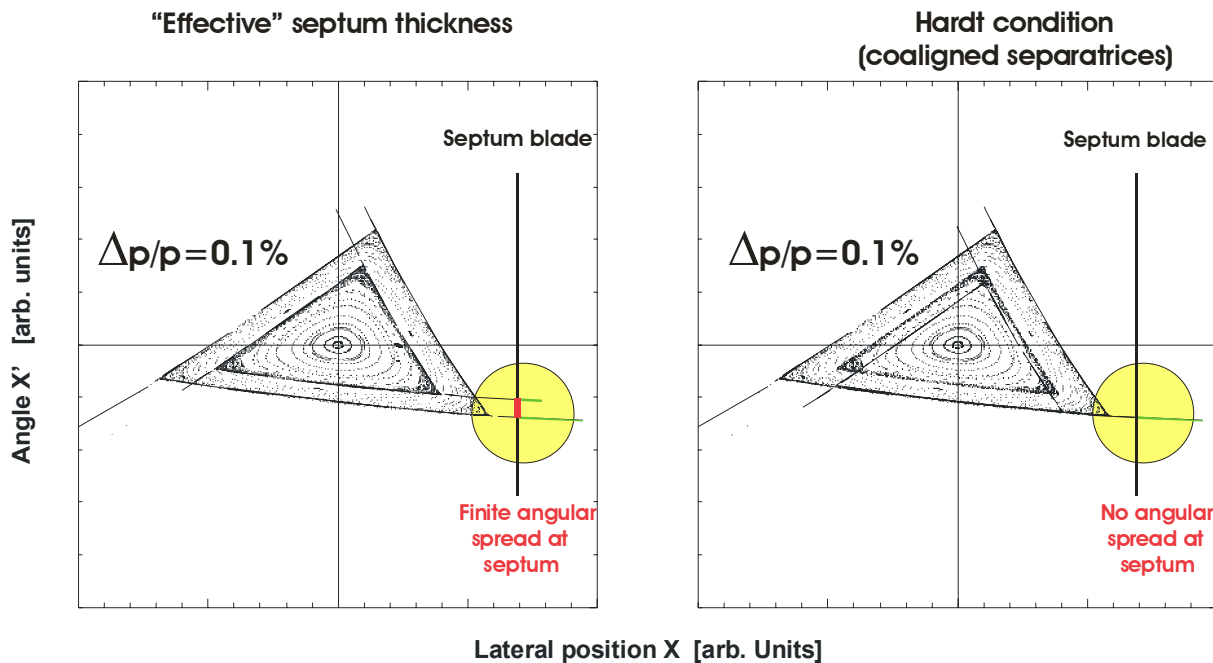 “Effective” septum thickness
Hardt condition
(coaligned separatrices)
Septum blade
Septum blade
Δp/p=0.1%
Δp/p=0.1%
Angle X' [arb. units]
Finite angular
spread at
septum
No angular
spread at
septum
Lateral position X [arb. Units]